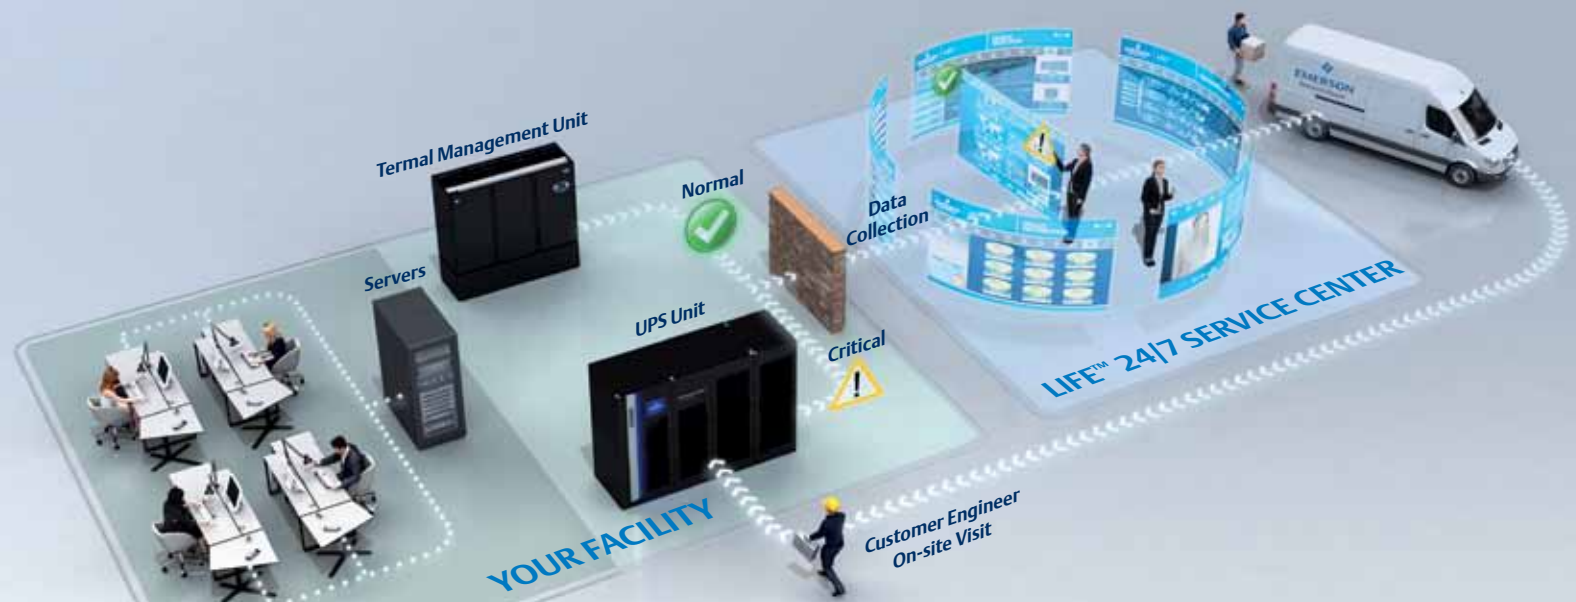 Termal Management Unit
Normal
Data
Collection
EMERSON
Servers
UPS Unit
Critical
LIFE™ 24|7 SERVICE CENTER
YOUR FACILITY
Customer Engineer
On-site Visit